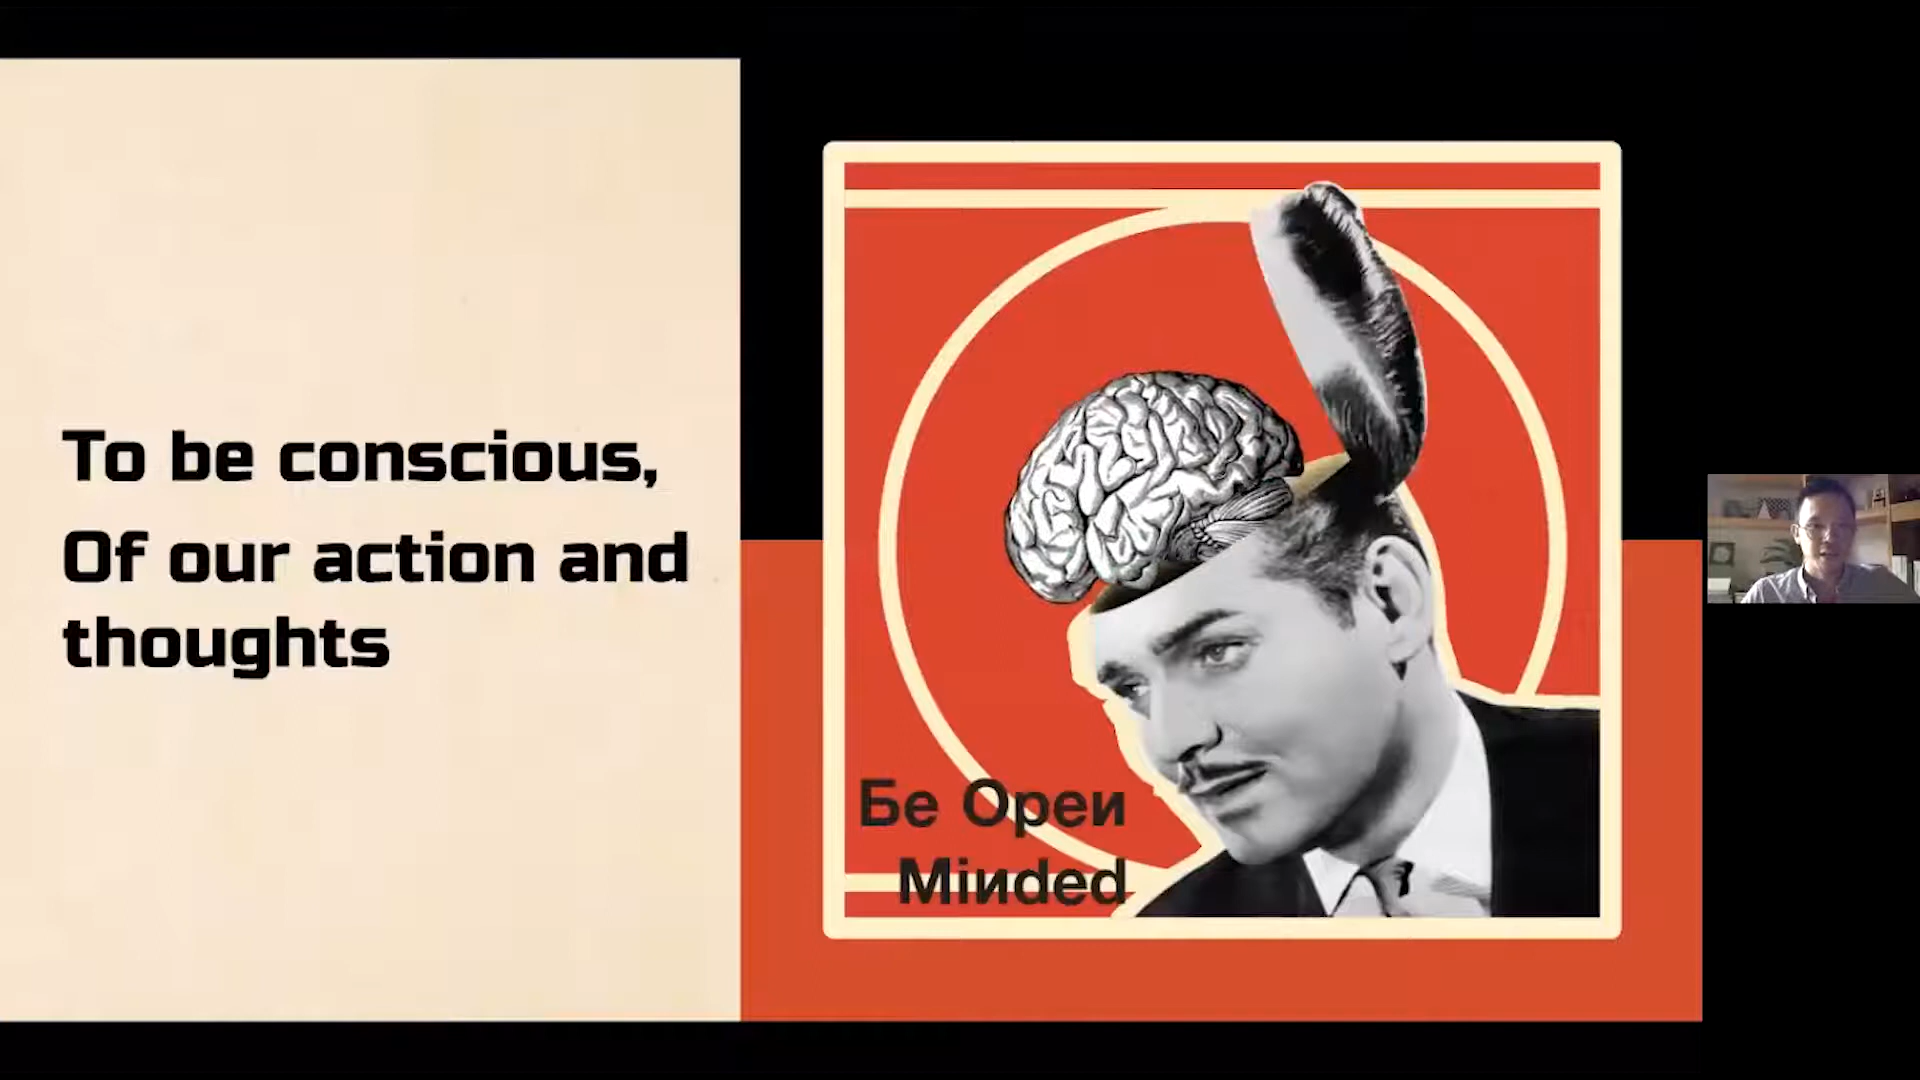 To be conscious,
Of our action and
thoughts
Бe Opeи
Miиded